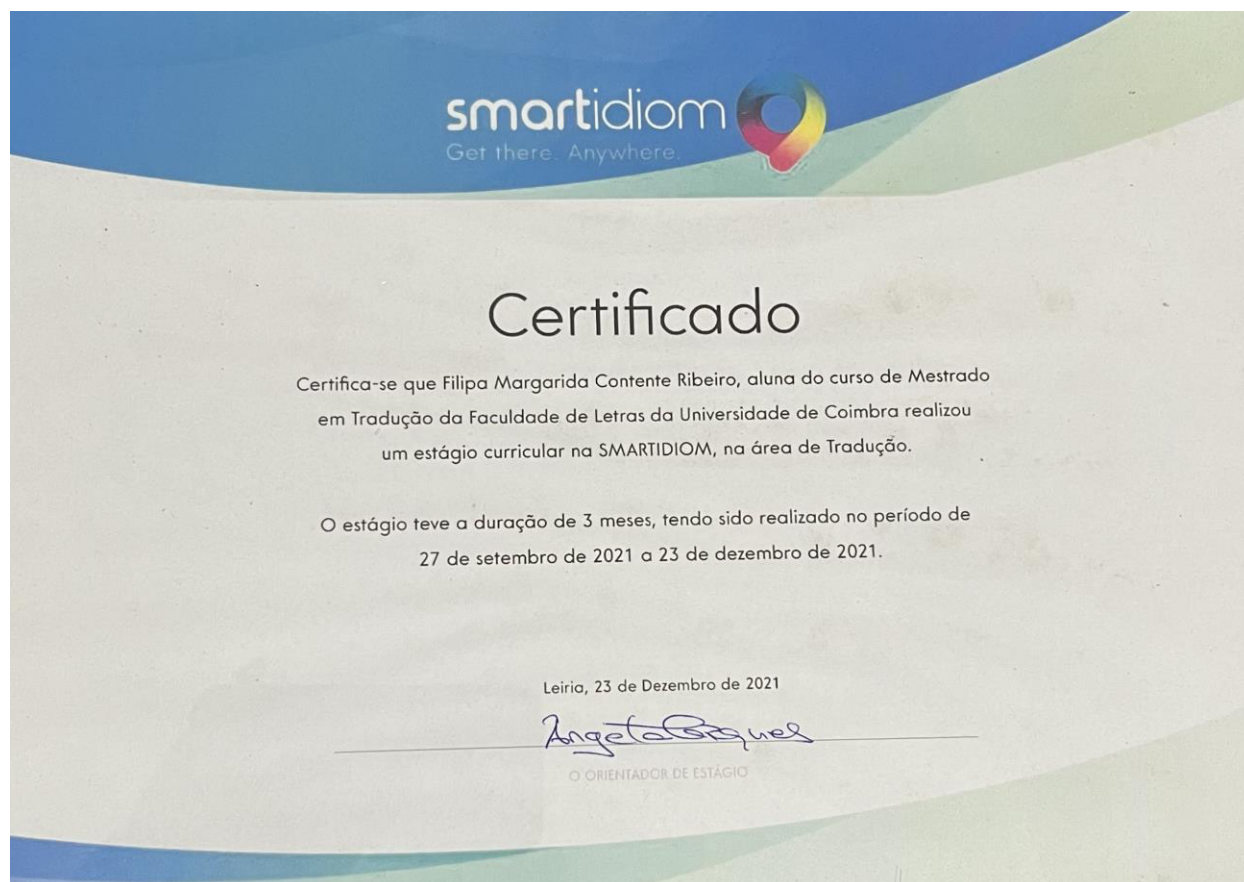 smartidiom
Get there. Anywhere.
Certificado
Certifica-se que Filipa Margarida Contente Ribeiro, aluna do curso de Mestrado
em Tradução da Faculdade de Letras da Universidade de Coimbra realizou
um estágio curricular na SMARTIDIOM, na área de Tradução.
O estágio teve a duração de 3 meses, tendo sido realizado no período de
27 de setembro de 2021 a 23 de dezembro de 2021.
Leiria, 23 de Dezembro de 2021
Ângela
O ORIENTADOR DE ESTÁGIO